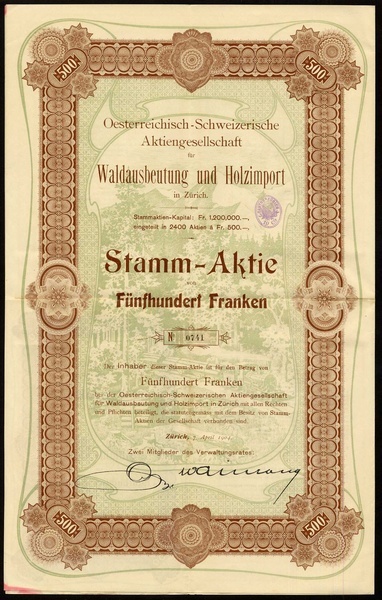 500
500
Oesterreichisch-Schweizerische
Aktiengesellschaft
für
Waldausbeutung und Holzimport
in Zürich.
Stammaktien-Kapital: Fr. 1,200,000.—,
eingeteilt in 2400 Aktien à Fr. 500.—,
Stamm-Aktie
von
Fünfhundert Franken
No 0741
Der Inhaber dieser Stamm-Aktie ist für den Betrag von
Fünfhundert Franken
bei der Oesterreichisch-Schweizerischen Aktiengesellschaft
für Waldausbeutung und Holzimport in Zürich mit allen Rechten
und Pflichten beteiligt, die statutengemäss mit dem Besitz von Stamm-
Aktien der Gesellschaft verbunden sind.
Zürich, April
Zwei Mitglieder des Verwaltungsrates:
500
500